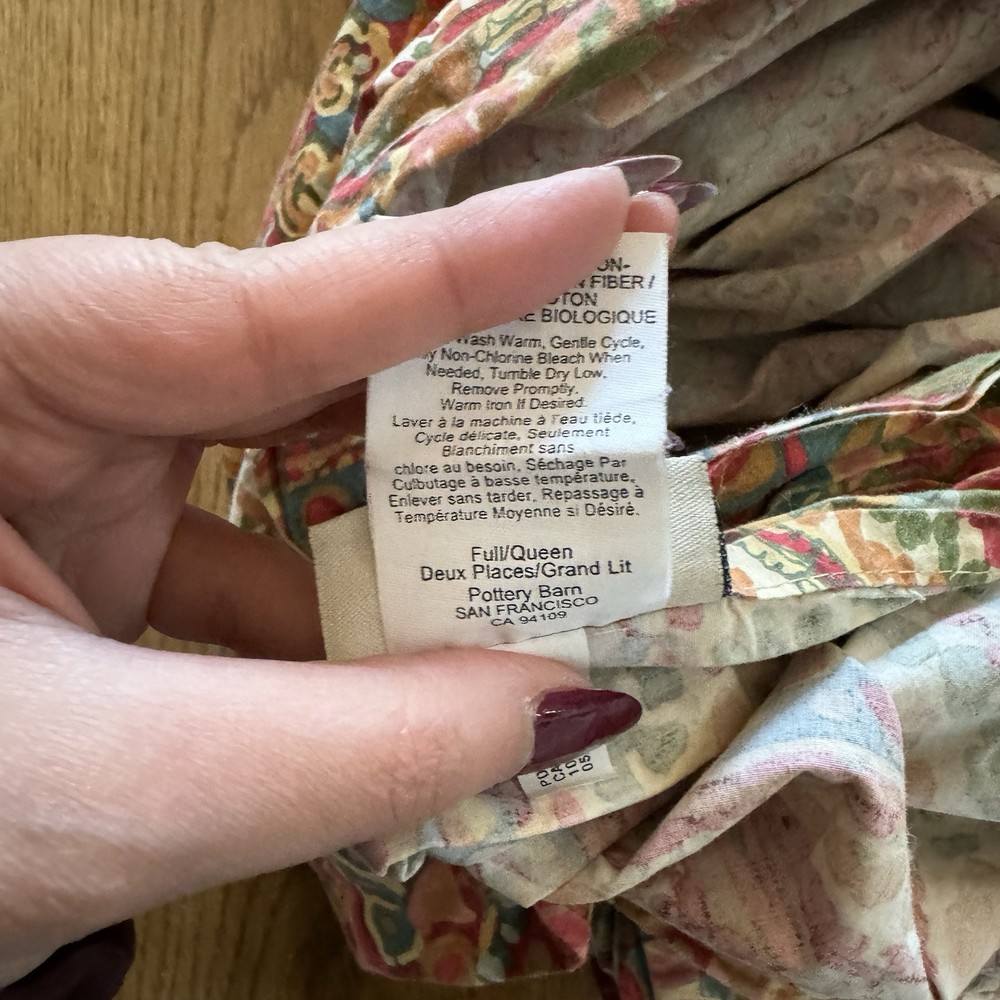 FIBER /
BIOLOGIQUE
Wash Warm, Gentle Cycle,
Non-Chlorine Bleach When
Needed, Tumble Dry Low.
Remove Promptly.
Warm Iron If Desired.
Laver à la machine à l'eau tiède,
Cycle délicate, Seulement
Blanchiment sans
chlore au besoin, Séchage Par
Culbutage à basse température,
Enlever sans tarder, Repassage à
Température Moyenne si Désiré.
Full/Queen
Deux Places/Grand Lit
Pottery Barn
SAN FRANCISCO
CA 94109